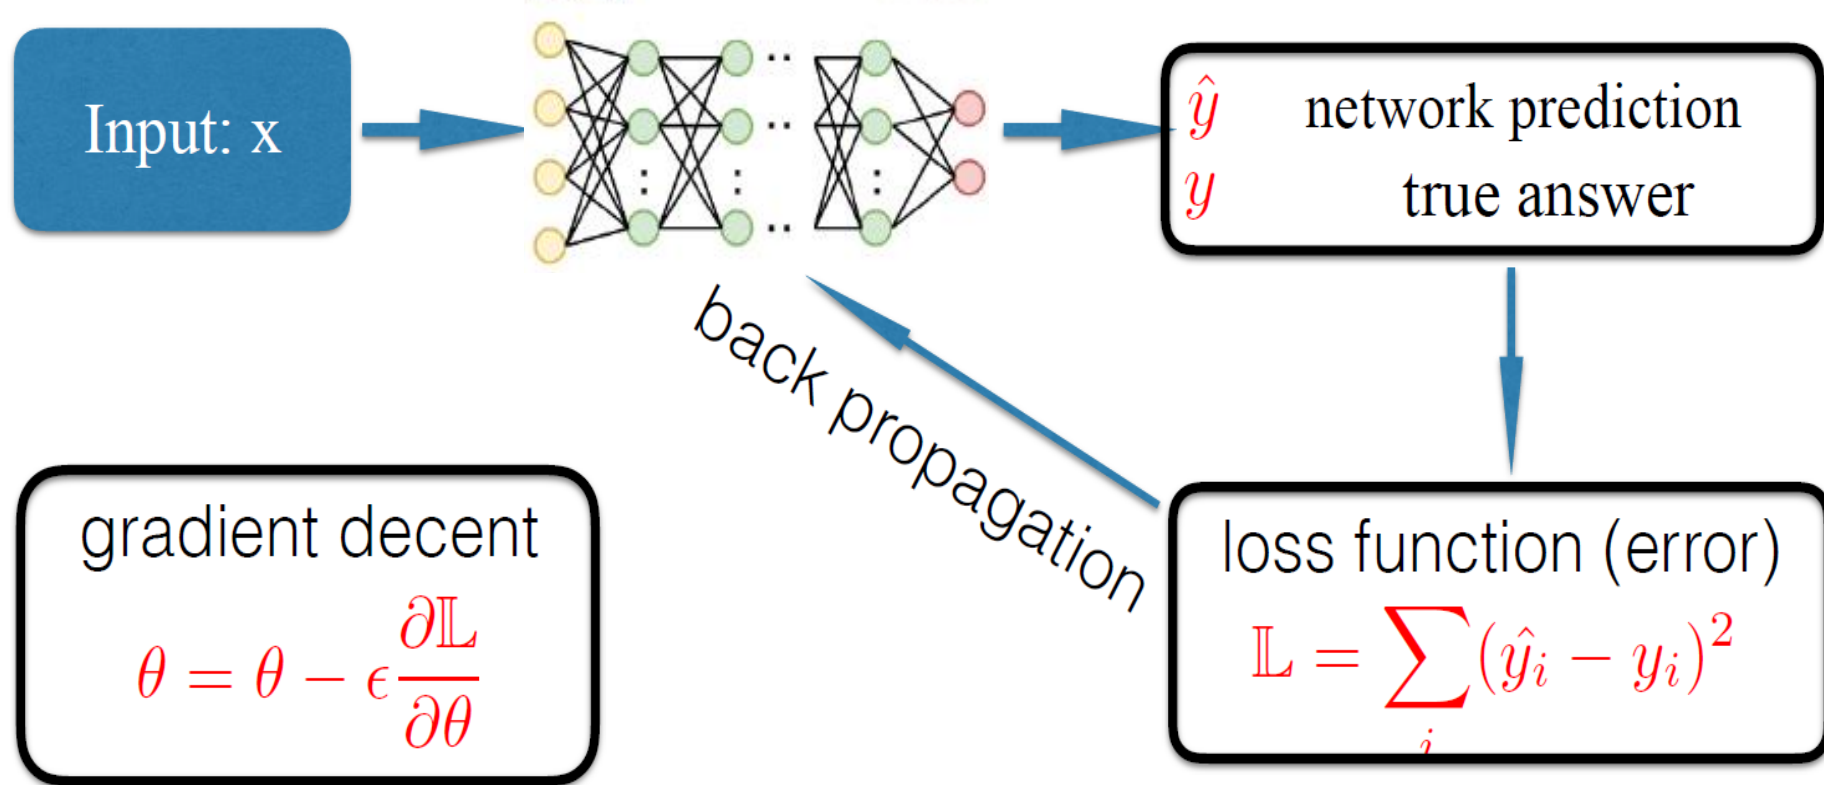 Input: x
ŷ network prediction
y true answer
back propagation
gradient decent
θ = θ − ϵ ∂𝕃/∂θ
loss function (error)
𝕃 = ∑ᵢ (ŷᵢ − yᵢ)²